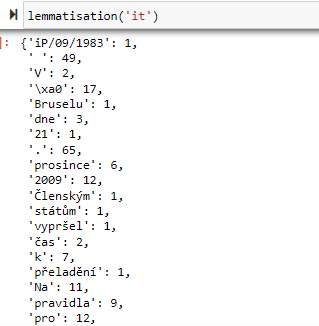 lemmatisation('it')
: {'iP/09/1983': 1,
' ': 49,
'V': 2,
'\xa0': 17,
'Bruselu': 1,
'dne': 3,
'21': 1,
'.': 65,
'prosince': 6,
'2009': 12,
'Členským': 1,
'státům': 1,
'vypršel': 1,
'čas': 2,
'k': 7,
'přeladění': 1,
'Na': 11,
'pravidla': 9,
'pro': 12,